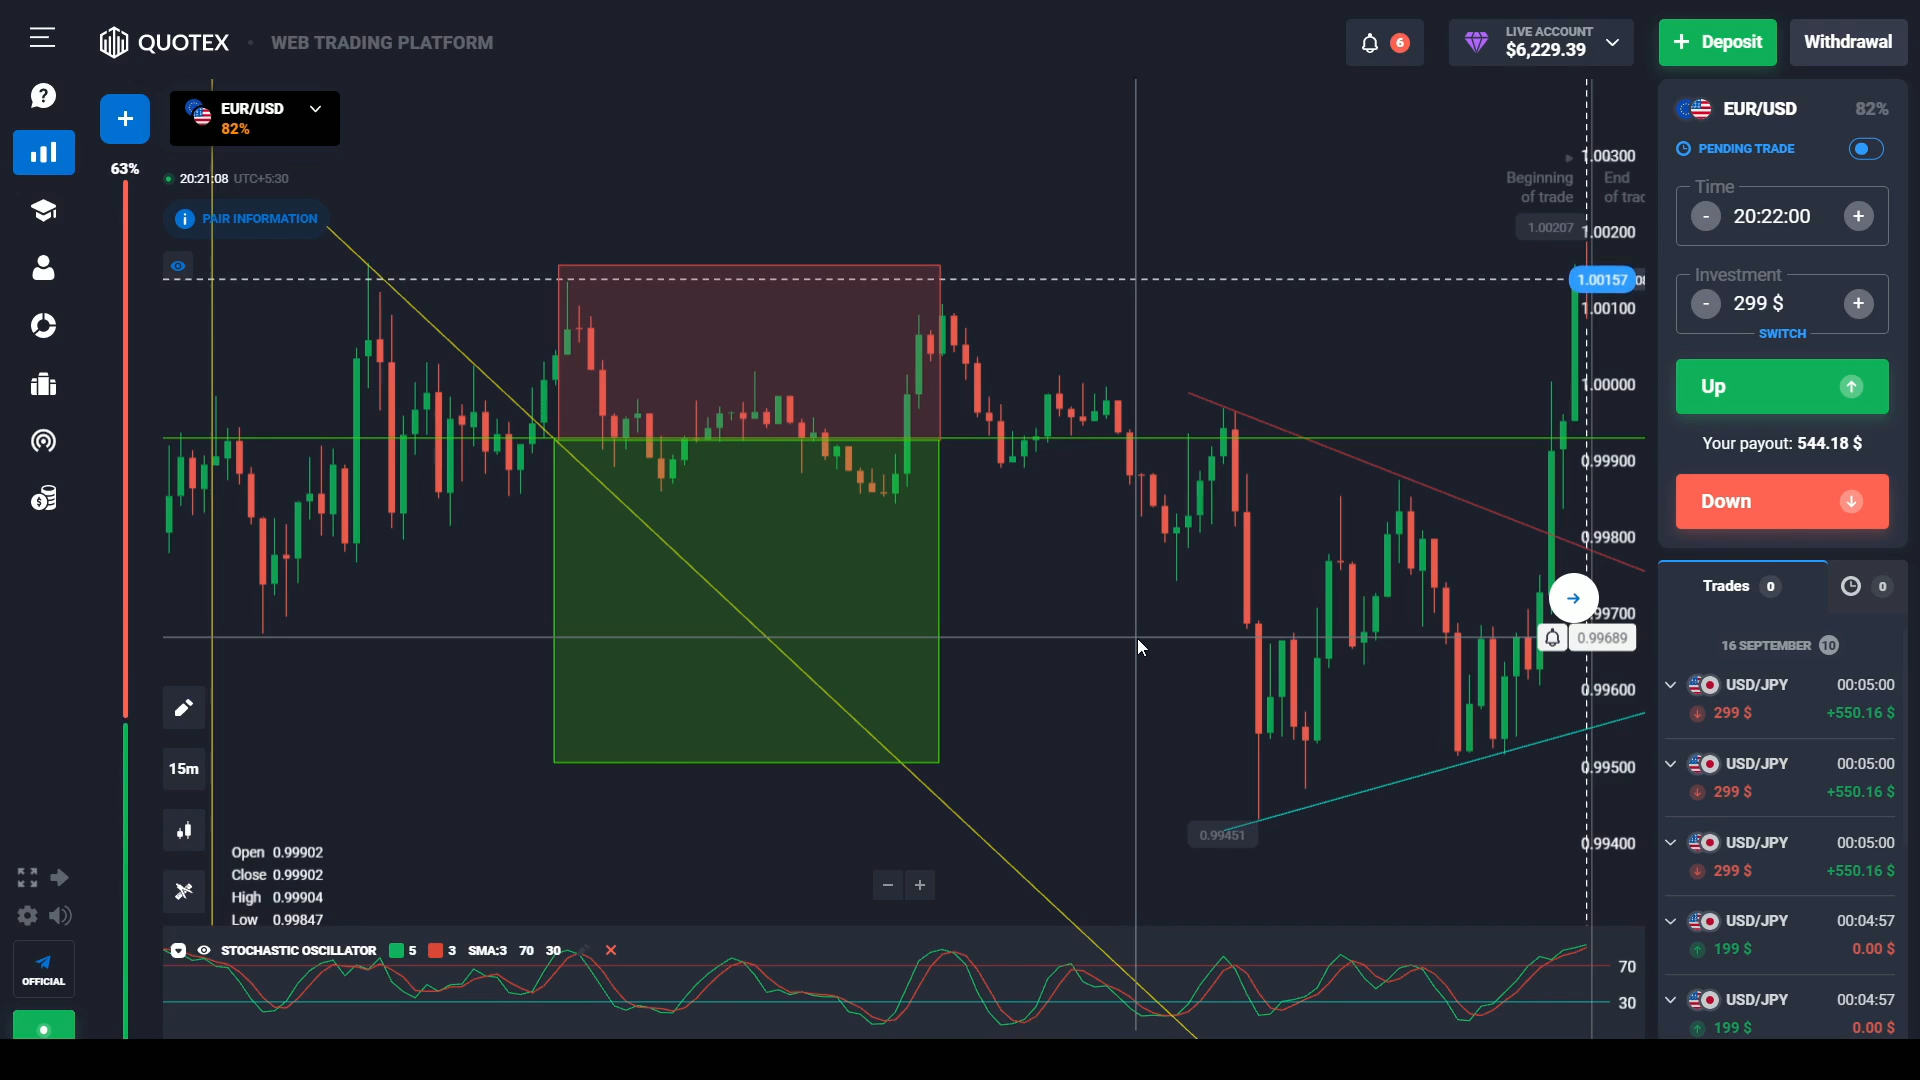 QUOTEX • WEB TRADING PLATFORM
6
LIVE ACCOUNT
$6,229.39
+ Deposit
Withdrawal
+
EUR/USD
82%
63%
20:21:08 UTC+5:30
i PAIR INFORMATION
15m
Open 0.99902
Close 0.99902
High 0.99904
Low 0.99847
OFFICIAL
− +
0.99451
Beginning
of trade
End
of trad
1.00207
1.00300
1.00200
1.00157
1.00100
1.00000
0.99900
0.99800
99700
0.99689
0.99600
0.99500
0.99400
STOCHASTIC OSCILLATOR 5 3 SMA:3 70 30
70
30
EUR/USD 82%
PENDING TRADE
Time
- 20:22:00 +
Investment
- 299 $ +
SWITCH
Up
Your payout: 544.18 $
Down
Trades 0
0
16 SEPTEMBER 10
USD/JPY 00:05:00
299 $ +550.16 $
USD/JPY 00:05:00
299 $ +550.16 $
USD/JPY 00:05:00
299 $ +550.16 $
USD/JPY 00:04:57
199 $ 0.00 $
USD/JPY 00:04:57
199 $ 0.00 $